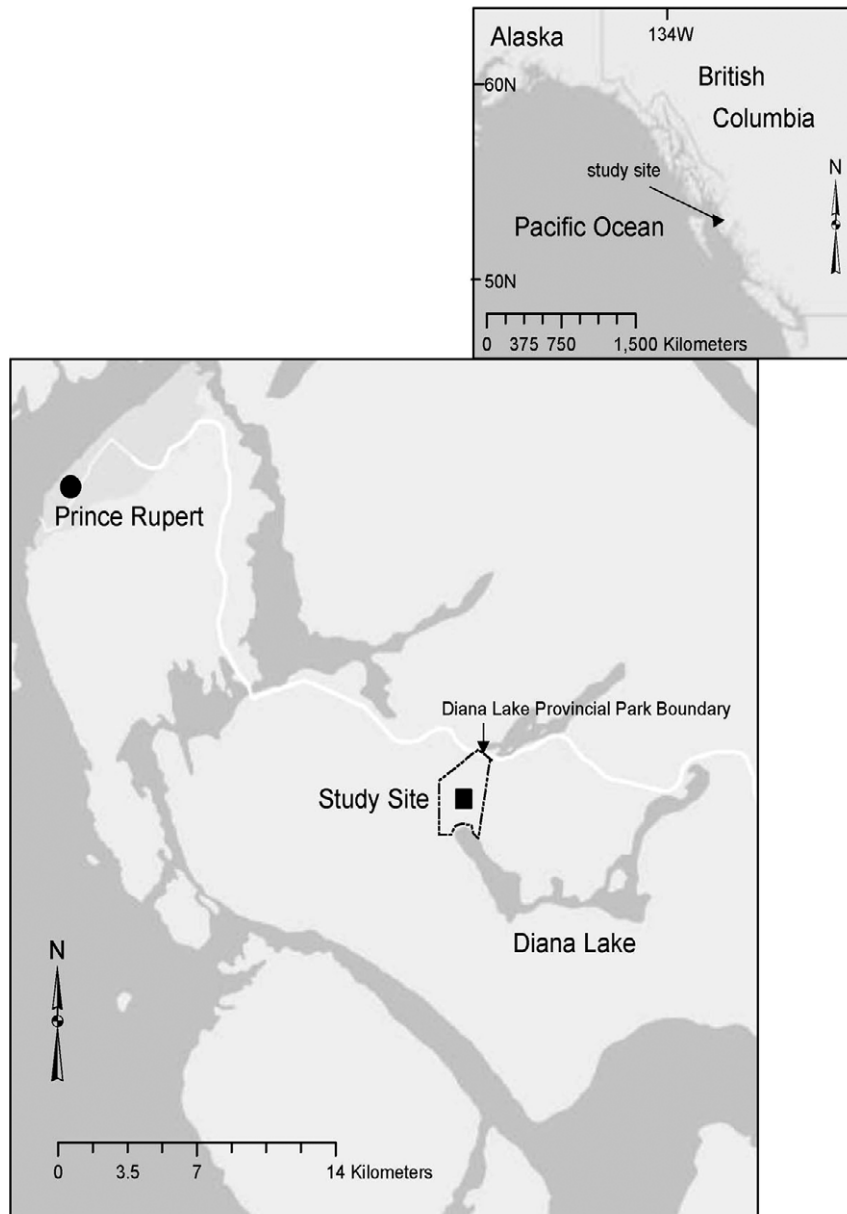 Alaska
134W
60N
British
Columbia
study site
N
Pacific Ocean
50N
0 375 750 1,500 Kilometers
Prince Rupert
Diana Lake Provincial Park Boundary
Study Site
Diana Lake
N
0 3.5 7 14 Kilometers